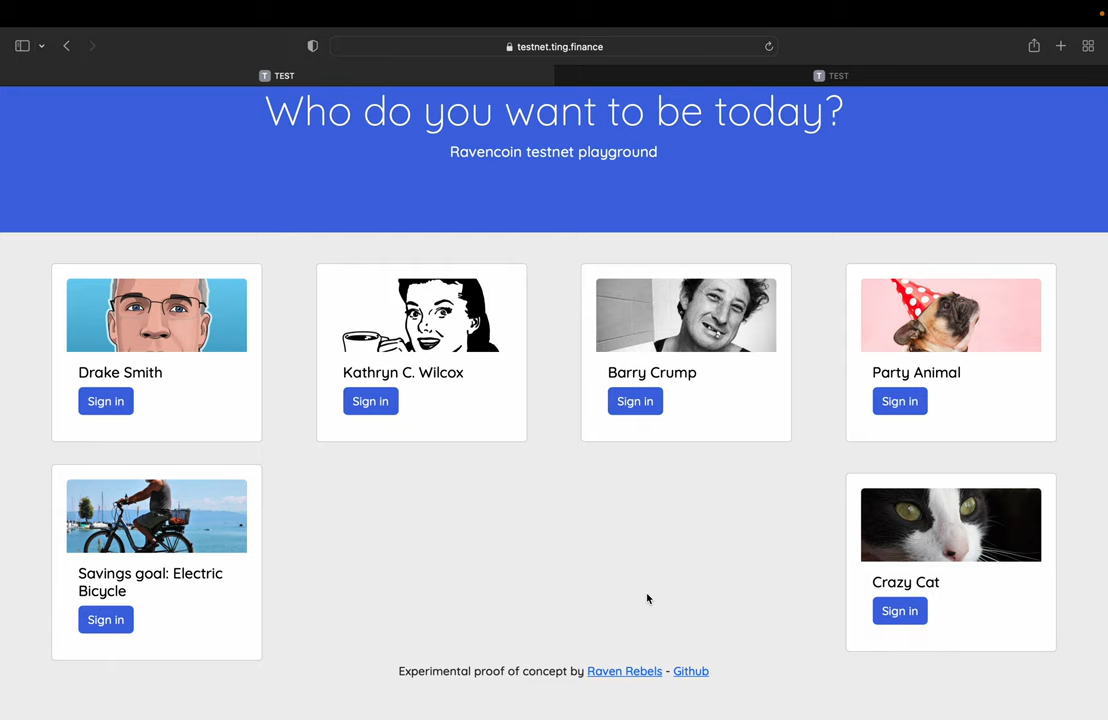 testnet.ting.finance
T TEST
T TEST
Who do you want to be today?
Ravencoin testnet playground
Drake Smith
Sign in
Kathryn C. Wilcox
Sign in
Barry Crump
Sign in
Party Animal
Sign in
Savings goal: Electric
Bicycle
Sign in
Crazy Cat
Sign in
Experimental proof of concept by Raven Rebels - Github